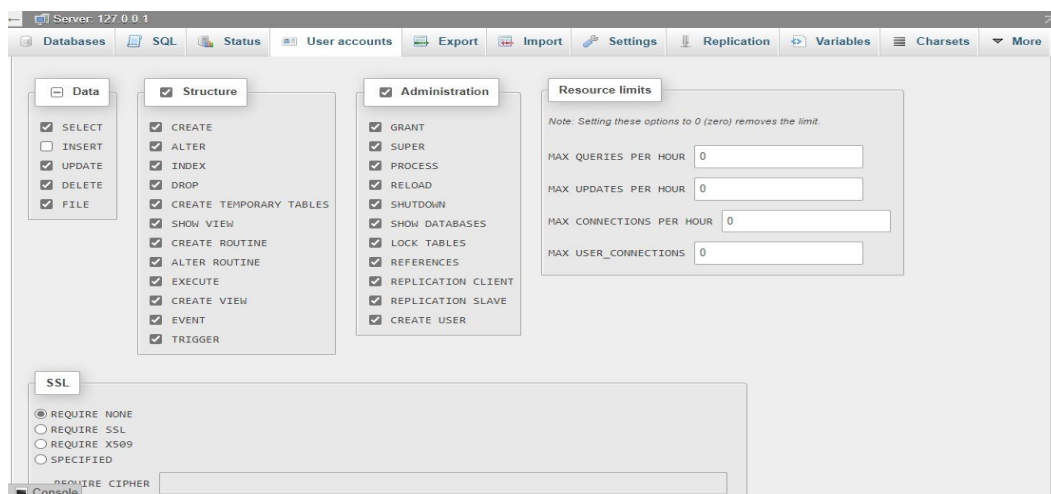 Server: 127.0.0.1
Databases SQL Status User accounts Export Import Settings Replication Variables Charsets More
Data
SELECT
INSERT
UPDATE
DELETE
FILE
Structure
CREATE
ALTER
INDEX
DROP
CREATE TEMPORARY TABLES
SHOW VIEW
CREATE ROUTINE
ALTER ROUTINE
EXECUTE
CREATE VIEW
EVENT
TRIGGER
Administration
GRANT
SUPER
PROCESS
RELOAD
SHUTDOWN
SHOW DATABASES
LOCK TABLES
REFERENCES
REPLICATION CLIENT
REPLICATION SLAVE
CREATE USER
Resource limits
Note: Setting these options to 0 (zero) removes the limit.
MAX QUERIES PER HOUR 0
MAX UPDATES PER HOUR 0
MAX CONNECTIONS PER HOUR 0
MAX USER_CONNECTIONS 0
SSL
REQUIRE NONE
REQUIRE SSL
REQUIRE X509
SPECIFIED
REQUIRE CIPHER
Console